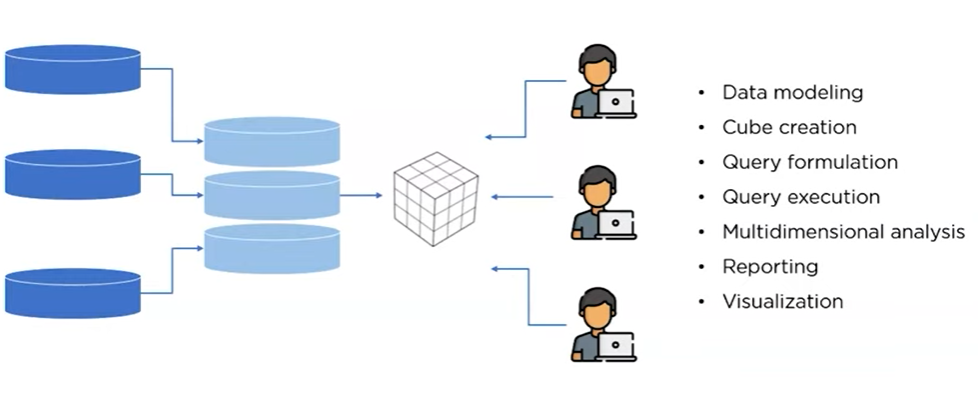 • Data modeling
• Cube creation
• Query formulation
• Query execution
• Multidimensional analysis
• Reporting
• Visualization